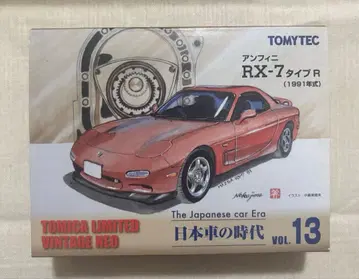 TOMYTEC
アンフィニ
RX-7 タイプR
(1991年式)
TOMICA LIMITED
VINTAGE NEO
The Japanese car Era
日本車の時代 VOL.13